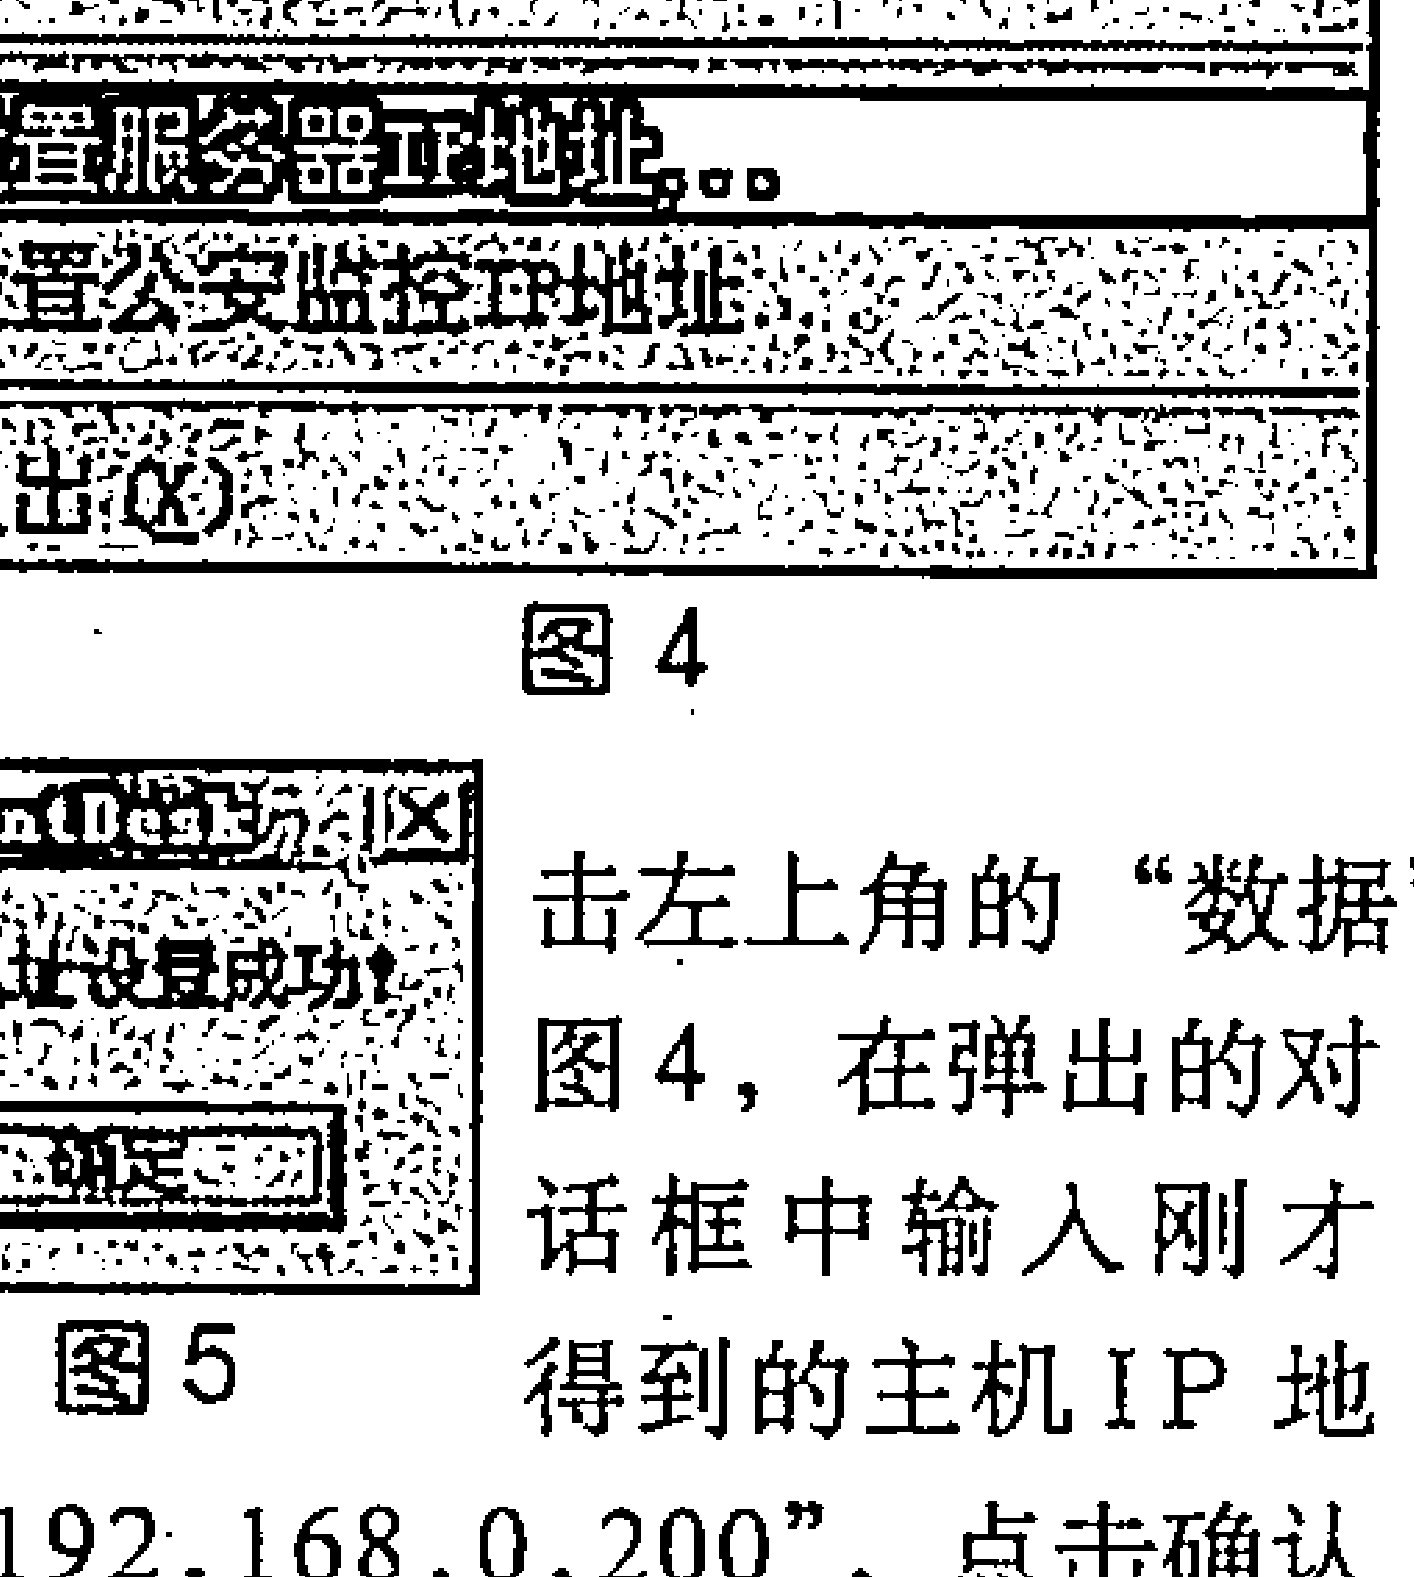 置服务器IP地址...
置公安监控IP地址
出(X)
图 4
ntDesk
址设置成功!
确定
图 5
击左上角的 “数据”
图 4，在弹出的对
话框中输入刚才
得到的主机IP 地
192.168.0.200”，点击确认